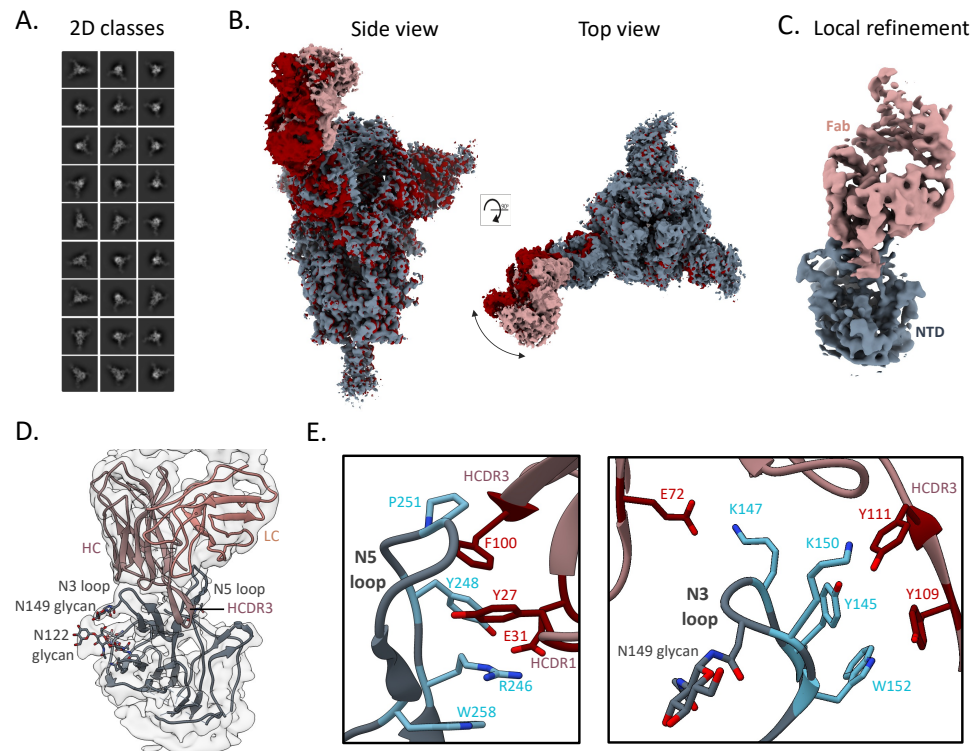 A.
2D classes
B.
Side view
Top view
90°
C.
Local refinement
Fab
NTD
D.
HC
LC
N3 loop
N5 loop
N149 glycan
HCDR3
N122
glycan
E.
HCDR3
P251
F100
N5
loop
Y248
Y27
E31
HCDR1
R246
W258
E72
HCDR3
K147
Y111
K150
N3
loop
Y145
Y109
N149 glycan
W152